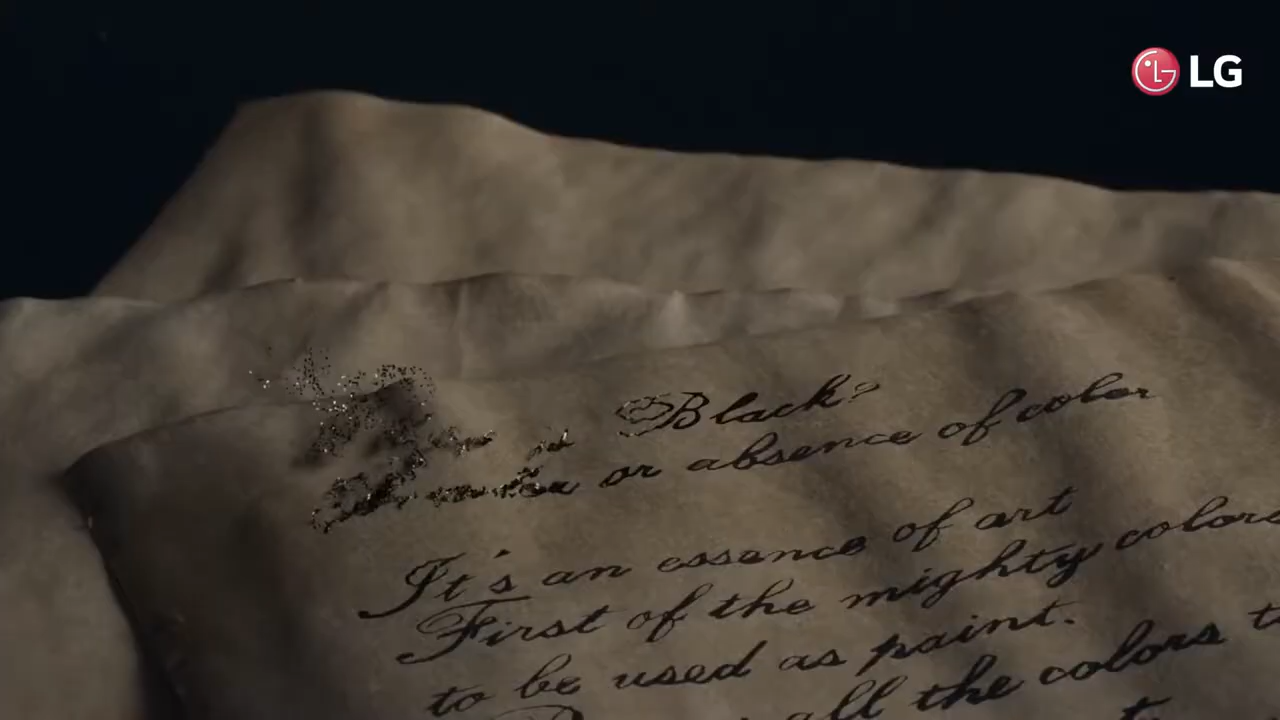 LG
is Black?
or absence of color
It's an essence of art
First of the mighty colors
to be used as paint.
all the colors t